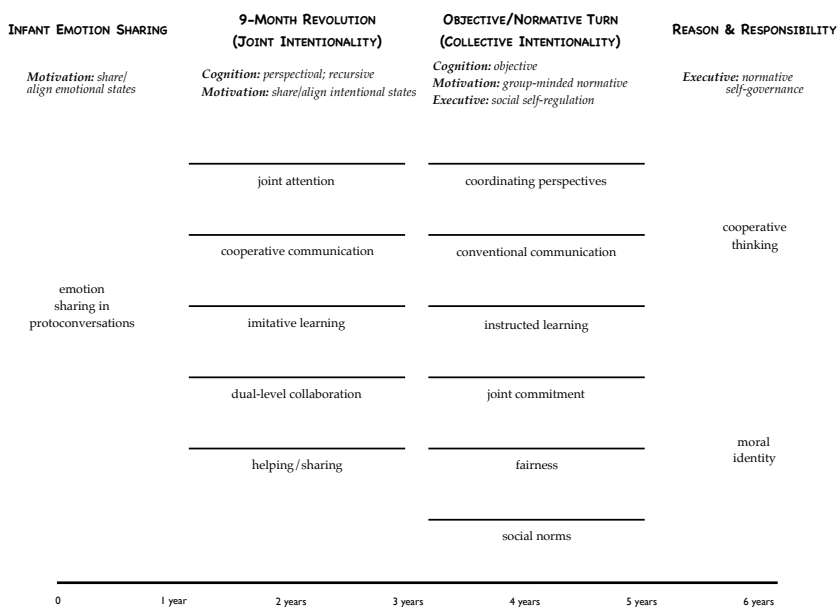 INFANT EMOTION SHARING
Motivation: share/
align emotional states
9-MONTH REVOLUTION
(JOINT INTENTIONALITY)
Cognition: perspectival; recursive
Motivation: share/align intentional states
OBJECTIVE/NORMATIVE TURN
(COLLECTIVE INTENTIONALITY)
Cognition: objective
Motivation: group-minded normative
Executive: social self-regulation
REASON & RESPONSIBILITY
Executive: normative
self-governance
emotion
sharing in
protoconversations
joint attention
cooperative communication
imitative learning
dual-level collaboration
helping/sharing
coordinating perspectives
conventional communication
instructed learning
joint commitment
fairness
social norms
cooperative
thinking
moral
identity
0
1 year
2 years
3 years
4 years
5 years
6 years